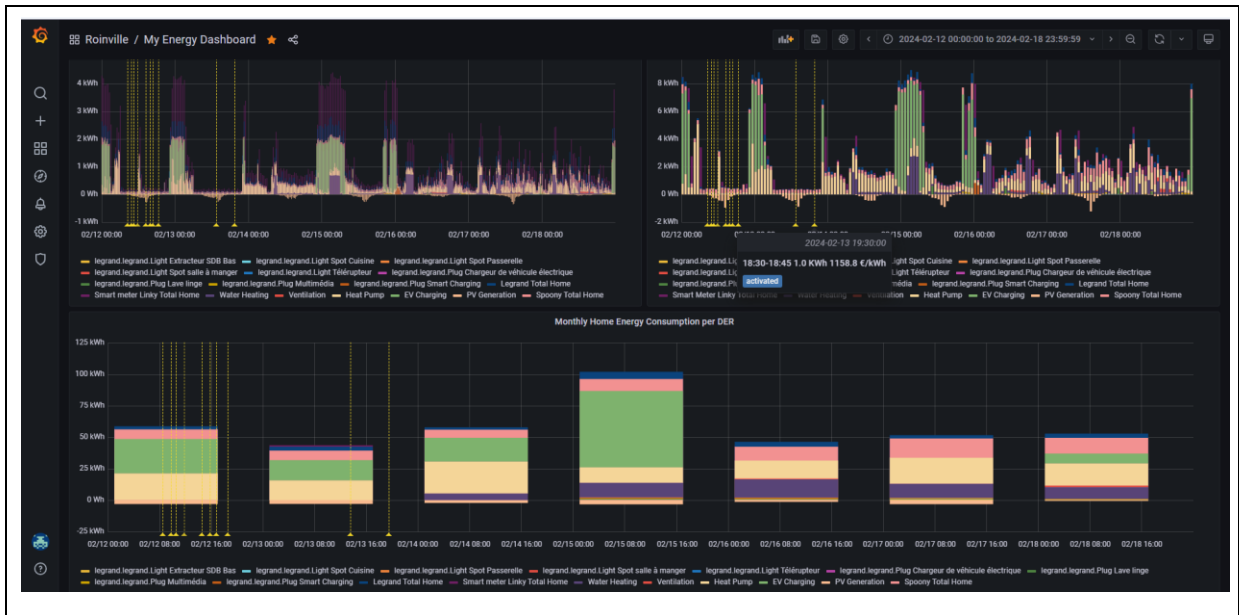 Roinville / My Energy Dashboard
2024-02-12 00:00:00 to 2024-02-18 23:59:59
4 kWh
3 kWh
2 kWh
1 kWh
0 Wh
-1 kWh
02/12 00:00 02/13 00:00 02/14 00:00 02/15 00:00 02/16 00:00 02/17 00:00 02/18 00:00
legrand.legrand.Light Extracteur SDB Bas legrand.legrand.Light Spot Cuisine legrand.legrand.Light Spot Passerelle
legrand.legrand.Light Spot salle à manger legrand.legrand.Light Télérupteur legrand.legrand.Plug Chargeur de véhicule électrique
legrand.legrand.Plug Lave linge legrand.legrand.Plug Multimédia legrand.legrand.Plug Smart Charging Legrand Total Home
Smart meter Linky Total Home Water Heating Ventilation Heat Pump EV Charging PV Generation Spoony Total Home
8 kWh
6 kWh
4 kWh
2 kWh
0 Wh
-2 kWh
02/12 00:00 02/15 00:00 02/16 00:00 02/17 00:00 02/18 00:00
2024-02-13 19:30:00
18:30-18:45 1.0 KWh 1158.8 €/kWh
activated
legrand.legrand.Light Spot Passerelle
Light Télérupteur legrand.legrand.Plug Chargeur de véhicule électrique
legrand.legrand.Plug Smart Charging Legrand Total Home
Smart Meter Linky Total Home Water Heating Ventilation Heat Pump EV Charging PV Generation Spoony Total Home
Monthly Home Energy Consumption per DER
125 kWh
100 kWh
75 kWh
50 kWh
25 kWh
0 Wh
-25 kWh
02/12 00:00 02/12 08:00 02/12 16:00 02/13 00:00 02/13 08:00 02/13 16:00 02/14 00:00 02/14 08:00 02/14 16:00 02/15 00:00 02/15 08:00 02/15 16:00 02/16 00:00 02/16 08:00 02/16 16:00 02/17 00:00 02/17 08:00 02/17 16:00 02/18 00:00 02/18 08:00 02/18 16:00
legrand.legrand.Light Extracteur SDB Bas legrand.legrand.Light Spot Cuisine legrand.legrand.Light Spot Passerelle legrand.legrand.Light Spot salle à manger legrand.legrand.Light Télérupteur legrand.legrand.Plug Chargeur de véhicule électrique legrand.legrand.Plug Lave linge
legrand.legrand.Plug Multimédia legrand.legrand.Plug Smart Charging Legrand Total Home Smart meter Linky Total Home Water Heating Ventilation Heat Pump EV Charging PV Generation Spoony Total Home